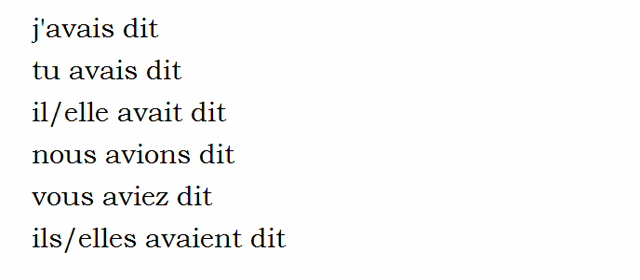 j'avais dit
tu avais dit
il/elle avait dit
nous avions dit
vous aviez dit
ils/elles avaient dit